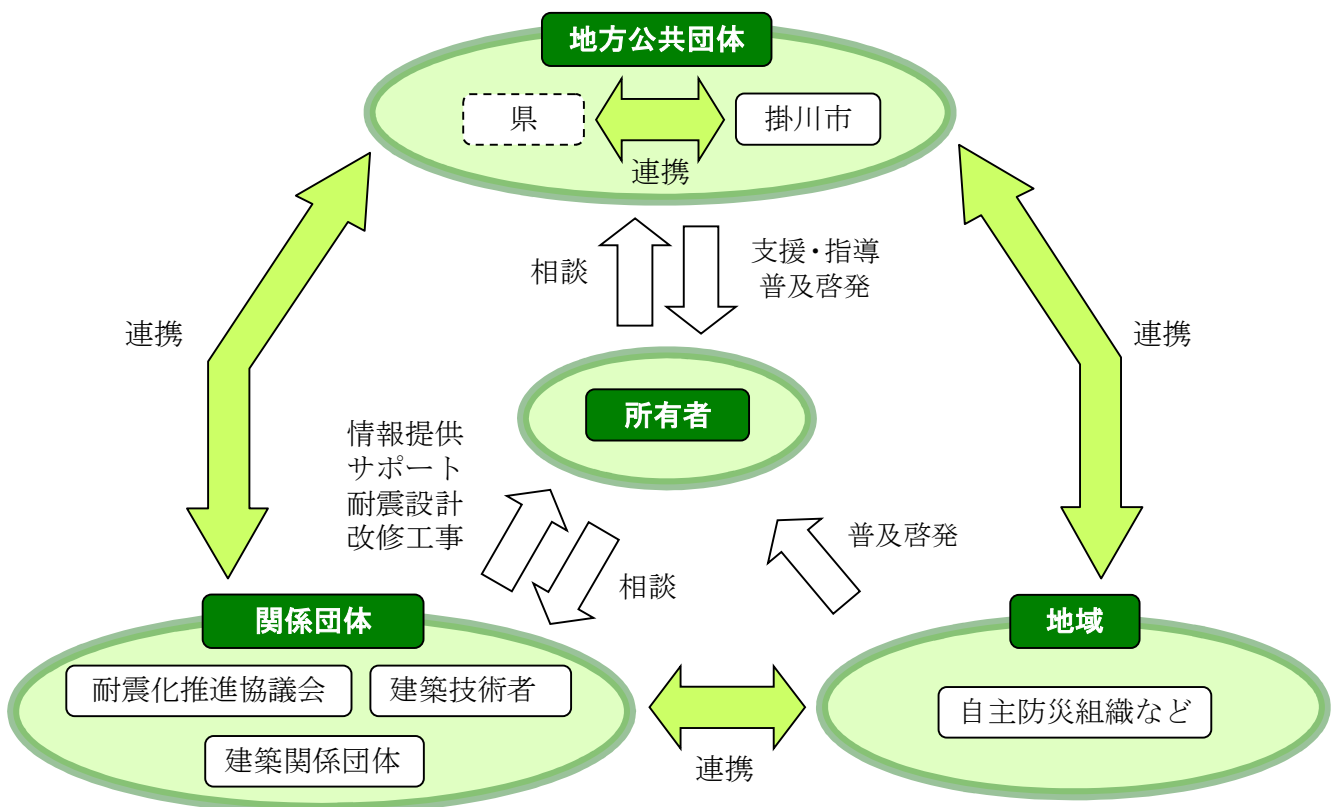 地方公共団体
県
掛川市
連携
相談
支援・指導
普及啓発
連携
連携
所有者
情報提供
サポート
耐震設計
改修工事
相談
普及啓発
関係団体
耐震化推進協議会
建築技術者
建築関係団体
連携
地域
自主防災組織など